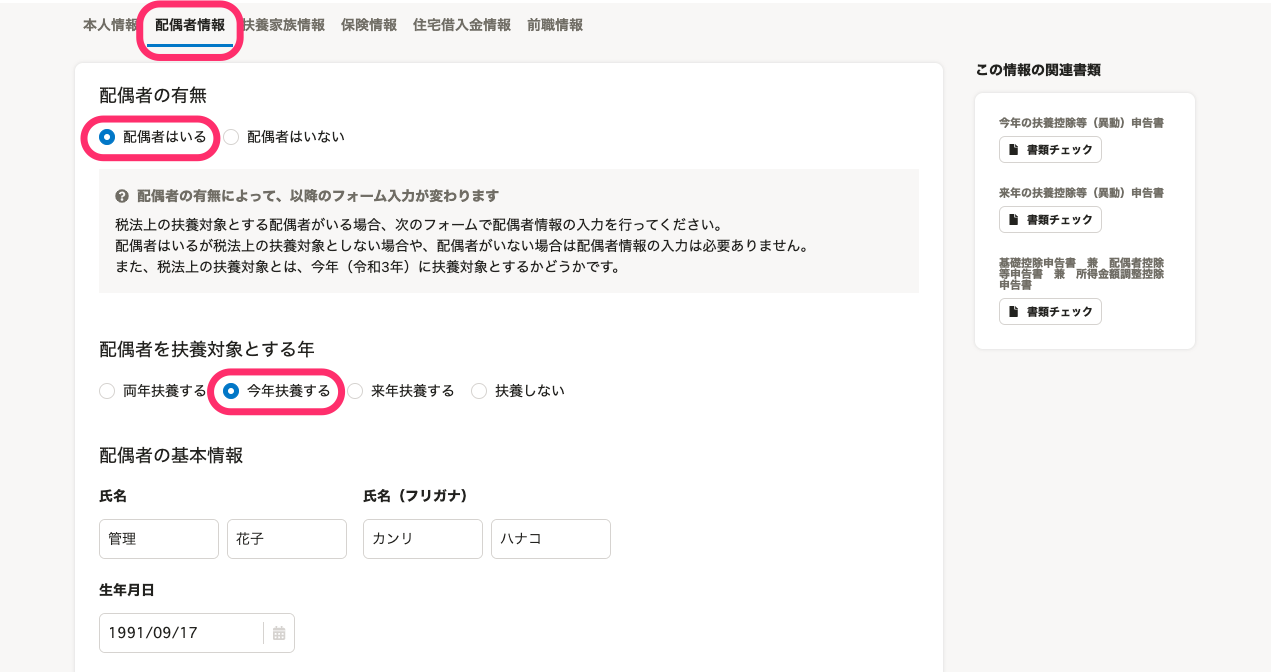 本人情報 配偶者情報 扶養家族情報 保険情報 住宅借入金情報 前職情報
配偶者の有無
配偶者はいる 配偶者はいない
配偶者の有無によって、以降のフォーム入力が変わります
税法上の扶養対象とする配偶者がいる場合、次のフォームで配偶者情報の入力を行ってください。
配偶者はいるが税法上の扶養対象としない場合や、配偶者がいない場合は配偶者情報の入力は必要ありません。
また、税法上の扶養対象とは、今年（令和3年）に扶養対象とするかどうかです。
配偶者を扶養対象とする年
両年扶養する 今年扶養する 来年扶養する 扶養しない
配偶者の基本情報
氏名 氏名（フリガナ）
管理 花子 カンリ ハナコ
生年月日
1991/09/17
この情報の関連書類
今年の扶養控除等（異動）申告書
書類チェック
来年の扶養控除等（異動）申告書
書類チェック
基礎控除申告書　兼　配偶者控除
等申告書　兼　所得金額調整控除
申告書
書類チェック